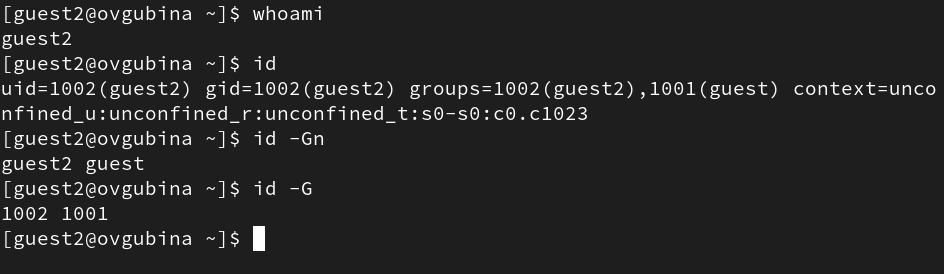 [guest2@ovgubina ~]$ whoami
guest2
[guest2@ovgubina ~]$ id
uid=1002(guest2) gid=1002(guest2) groups=1002(guest2),1001(guest) context=unco
nfined_u:unconfined_r:unconfined_t:s0-s0:c0.c1023
[guest2@ovgubina ~]$ id -Gn
guest2 guest
[guest2@ovgubina ~]$ id -G
1002 1001
[guest2@ovgubina ~]$